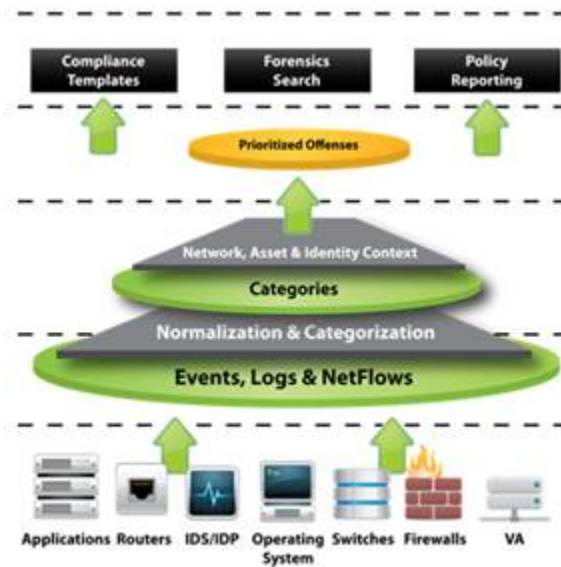 Compliance
Templates
Forensics
Search
Policy
Reporting
Prioritized Offenses
Network, Asset & Identity Context
Categories
Normalization & Categorization
Events, Logs & NetFlows
Applications
Routers
IDS/IDP
Operating
System
Switches
Firewalls
VA